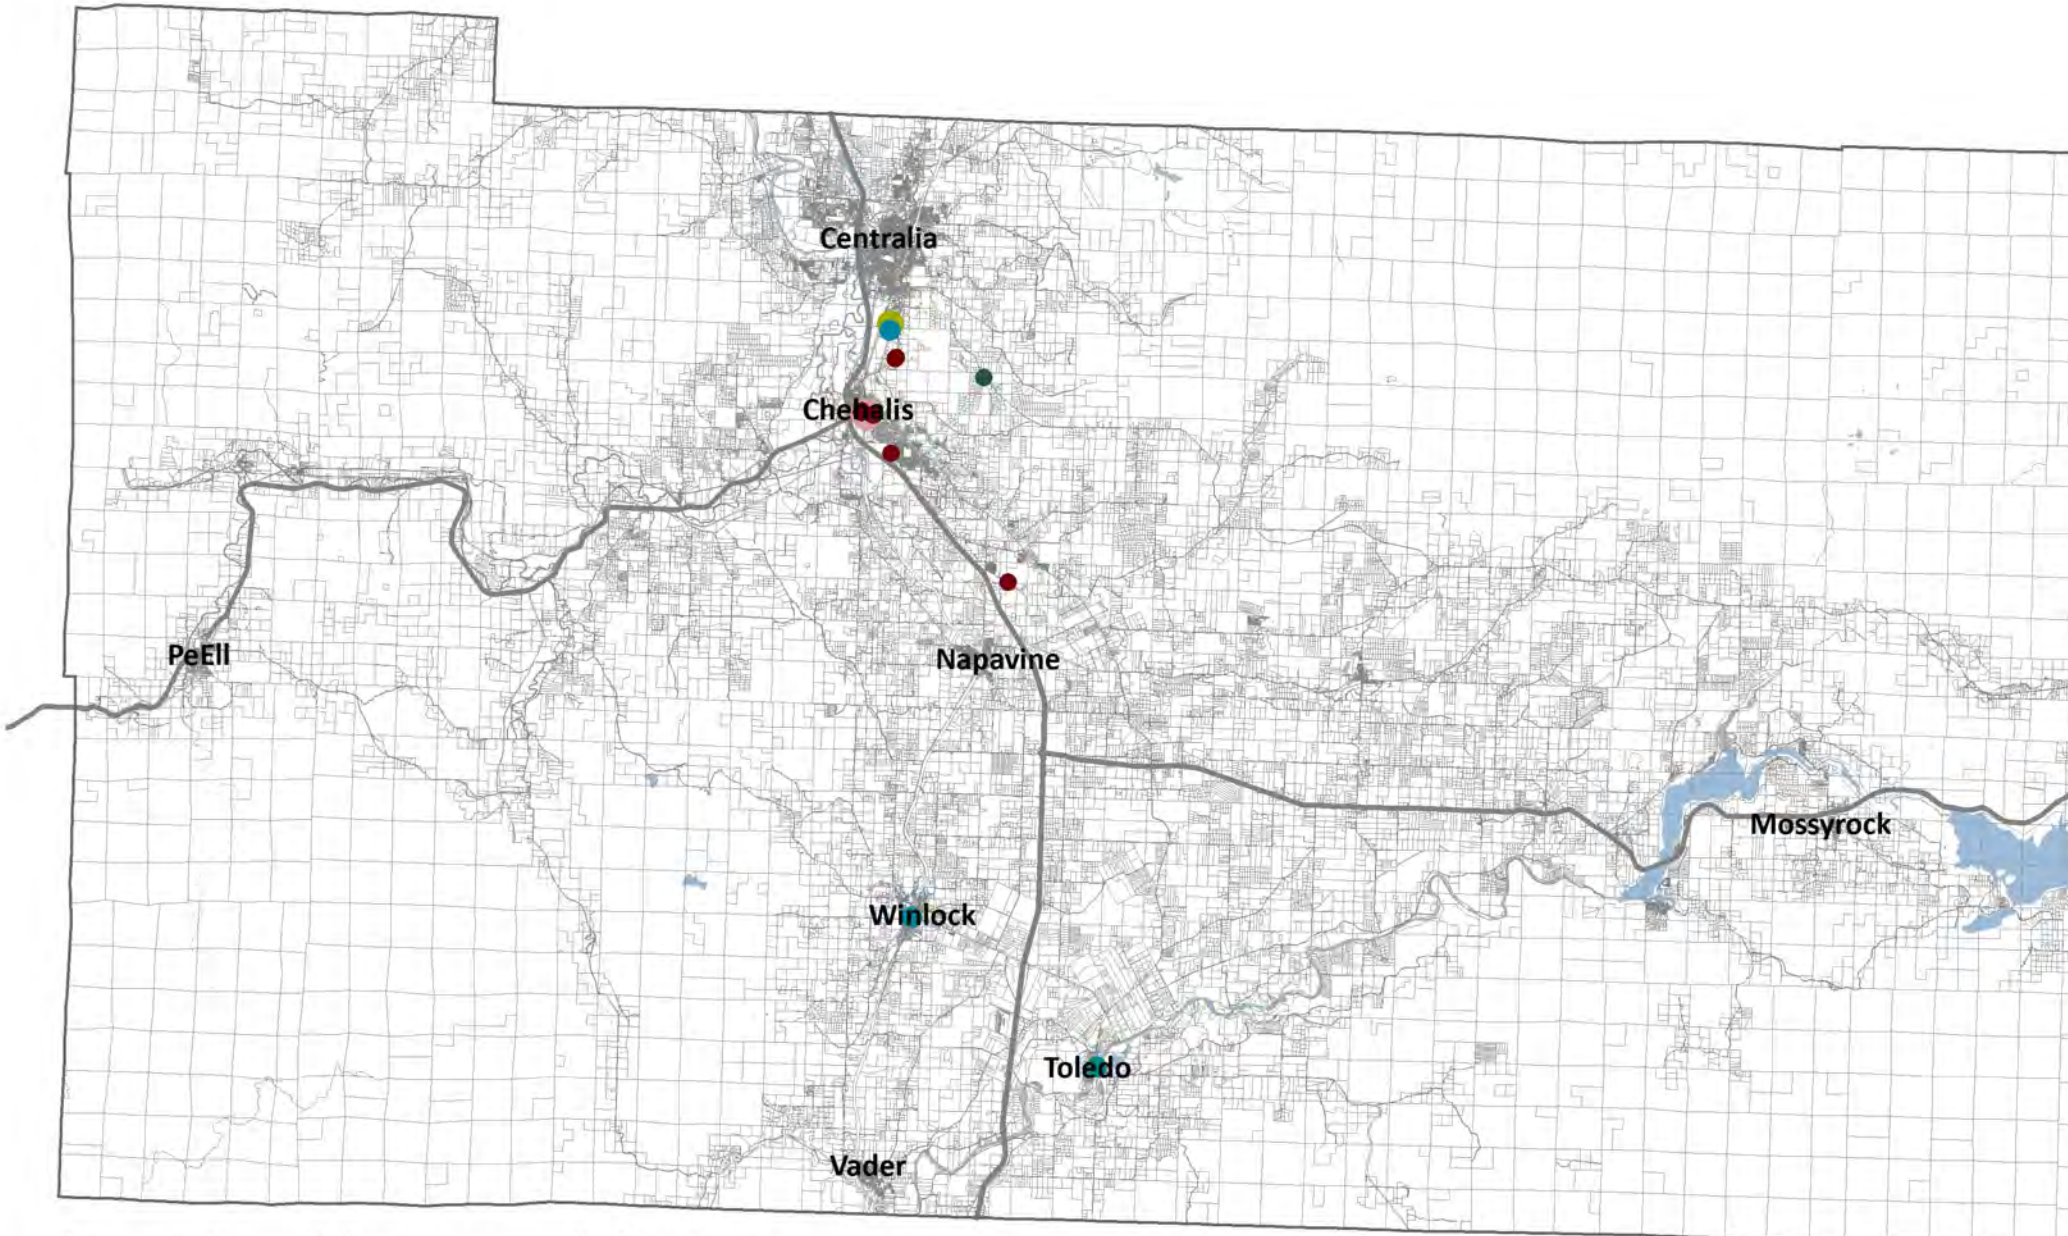 Centralia
Chehalis
PeEll
Napavine
Mossyrock
Winlock
Toledo
Vader